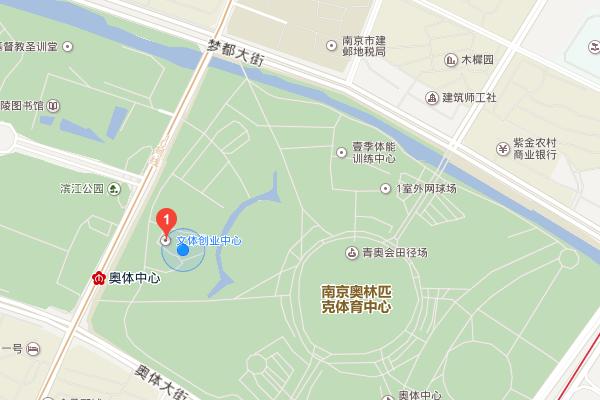 梦都大街
南京市建
邺地税局
基督教圣训堂
木樨园
陵图书馆
建筑师工社
壹季体能
训练中心
紫金农村
商业银行
滨江公园
1室外网球场
1
文体创业中心
青奥会田径场
奥体中心
南京奥林匹
克体育中心
一号
奥体大街
奥体中心